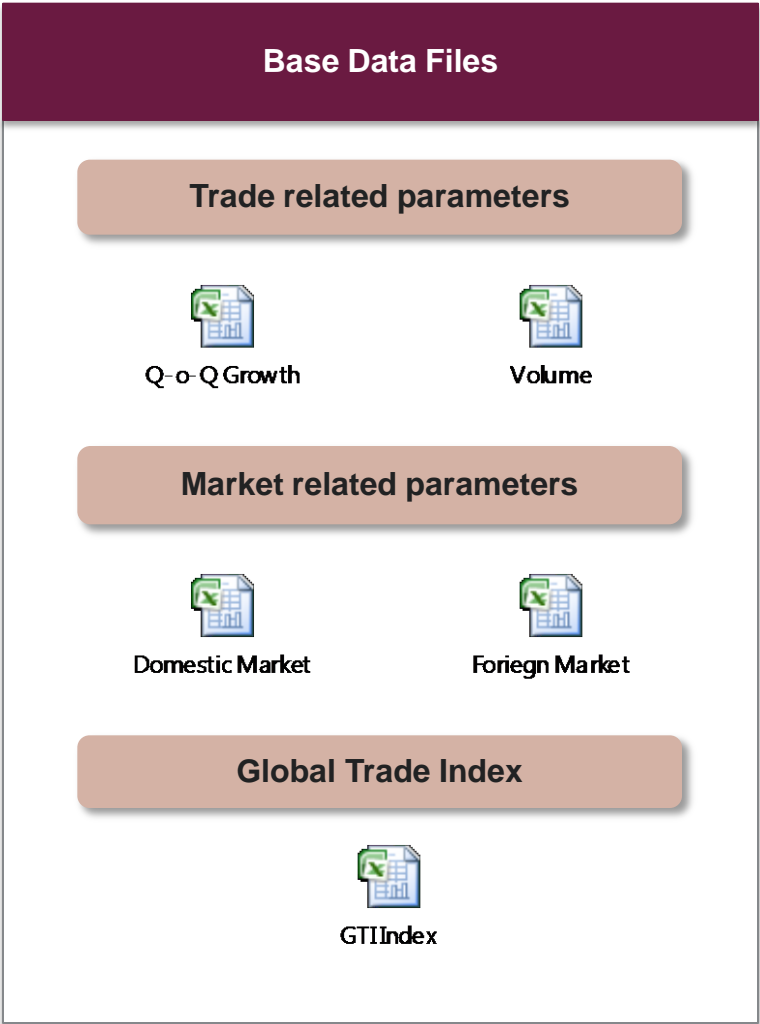 Base Data Files
Trade related parameters
Q-o-Q Growth
Volume
Market related parameters
Domestic Market
Foriegn Market
Global Trade Index
GTI Index